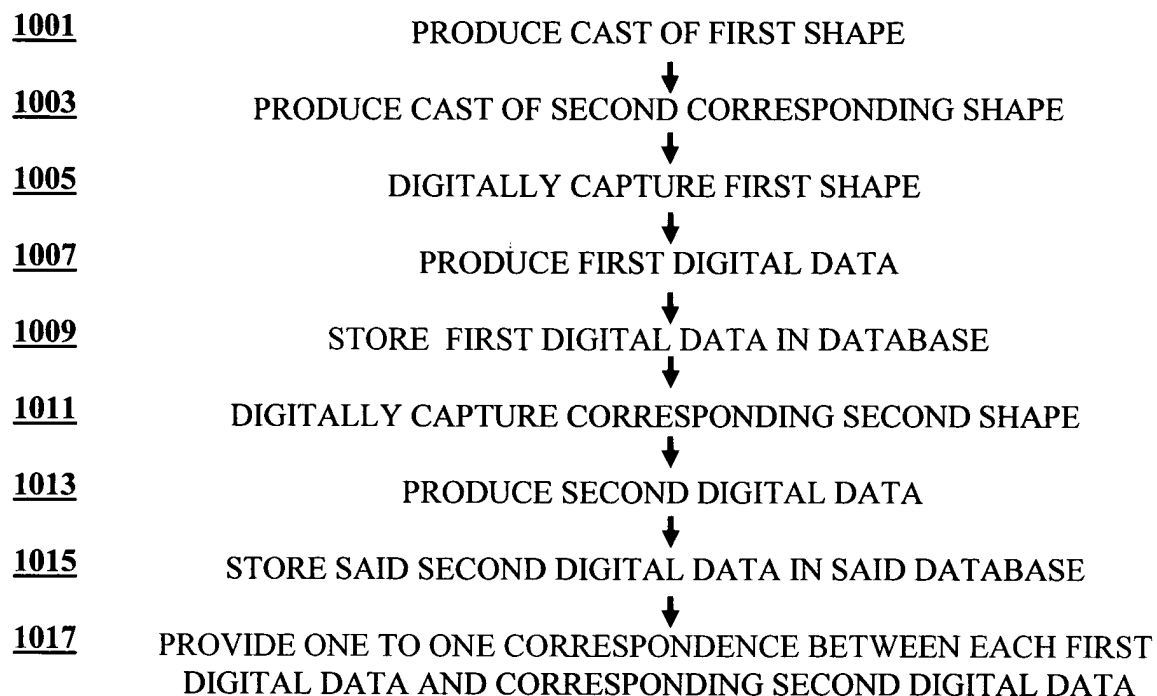 1001 PRODUCE CAST OF FIRST SHAPE
1003 PRODUCE CAST OF SECOND CORRESPONDING SHAPE
1005 DIGITALLY CAPTURE FIRST SHAPE
1007 PRODUCE FIRST DIGITAL DATA
1009 STORE FIRST DIGITAL DATA IN DATABASE
1011 DIGITALLY CAPTURE CORRESPONDING SECOND SHAPE
1013 PRODUCE SECOND DIGITAL DATA
1015 STORE SAID SECOND DIGITAL DATA IN SAID DATABASE
1017 PROVIDE ONE TO ONE CORRESPONDENCE BETWEEN EACH FIRST
DIGITAL DATA AND CORRESPONDING SECOND DIGITAL DATA